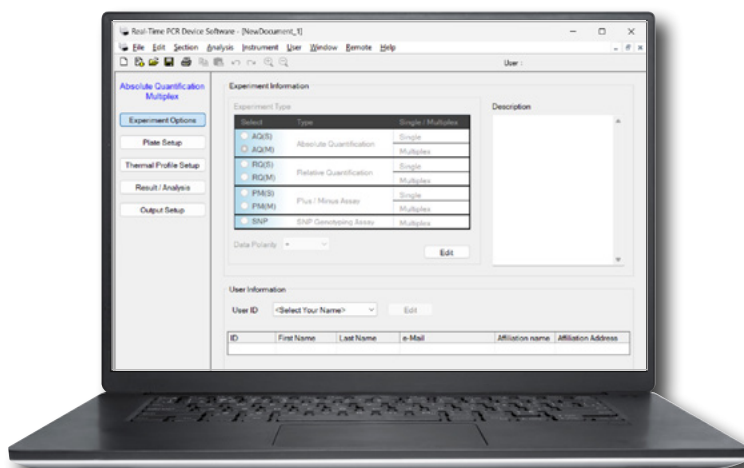 Real-Time PCR Device Software - [NewDocument_1]
File Edit Section Analysis Instrument User Window Remote Help
User :
Absolute Quantification
Multiplex
Experiment Options
Plate Setup
Thermal Profile Setup
Result / Analysis
Output Setup
Experiment Information
Experiment Type
Select Type Single / Multiplex
AQ(S) Absolute Quantification Single
AQ(M) Multiplex
RQ(S) Relative Quantification Single
RQ(M) Multiplex
PM(S) Plus / Minus Assay Single
PM(M) Multiplex
SNP SNP Genotyping Assay Multiplex
Data Polarity +
Edit
Description
User Information
User ID <Select Your Name> Edit
ID First Name Last Name e-Mail Affiliation name Affiliation Address